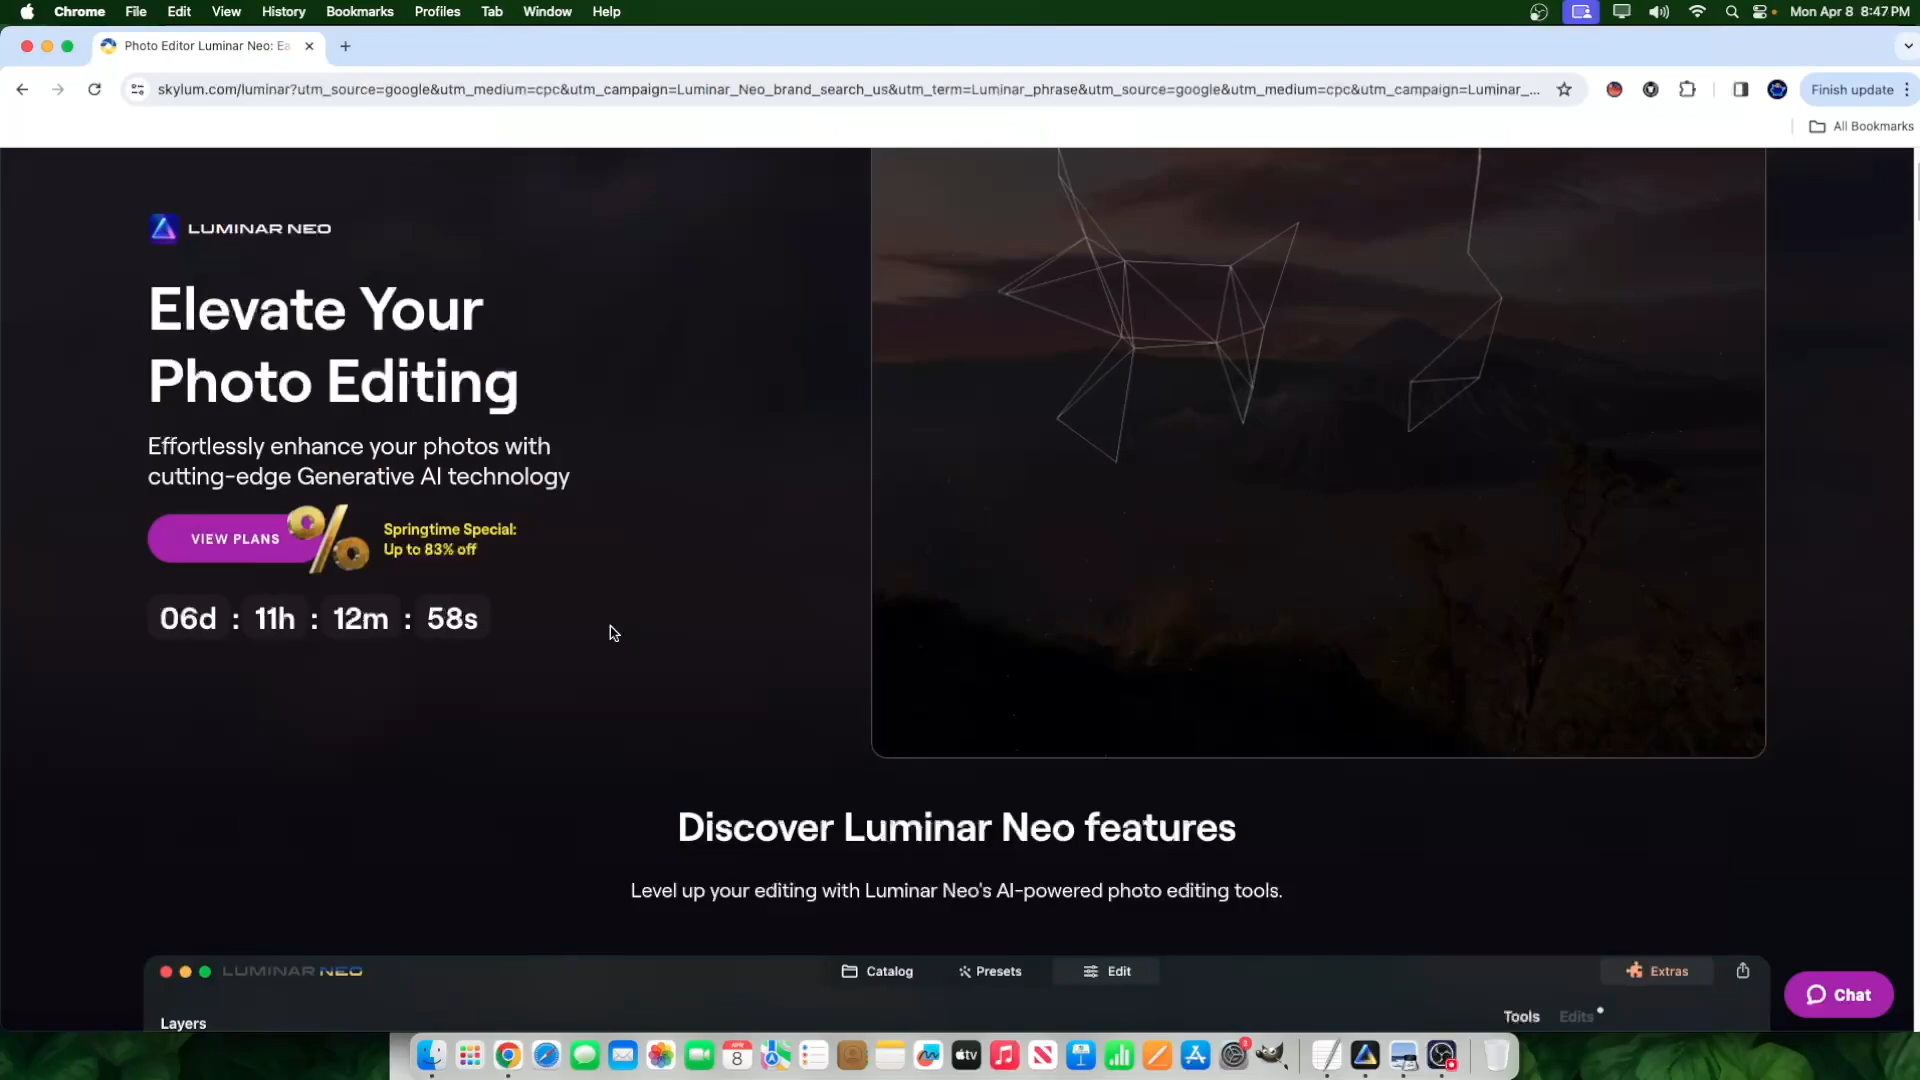 Chrome File Edit View History Bookmarks Profiles Tab Window Help Mon Apr 8 8:47 PM
Photo Editor Luminar Neo: Ea
skylum.com/luminar?utm_source=google&utm_medium=cpc&utm_campaign=Luminar_Neo_brand_search_us&utm_term=Luminar_phrase&utm_source=google&utm_medium=cpc&utm_campaign=Luminar_... Finish update
All Bookmarks
LUMINAR NEO
Elevate Your
Photo Editing
Effortlessly enhance your photos with
cutting-edge Generative AI technology
VIEW PLANS %
Springtime Special:
Up to 83% off
06d : 11h : 12m : 58s
Discover Luminar Neo features
Level up your editing with Luminar Neo's AI-powered photo editing tools.
LUMINAR NEO Catalog Presets Edit Extras
Chat
Layers Tools Edits
APR
8
tv